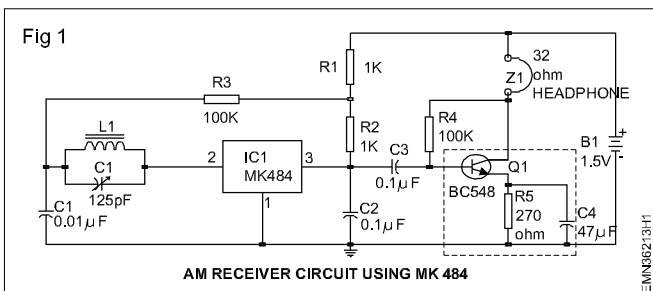 Fig 1
R1
1K
32
ohm
Z1
HEADPHONE
R3
100K
R2
1K
R4
100K
B1
1.5V
+
-
L1
C1
125pF
2
IC1
MK484
3
1
C3
0.1µF
Q1
BC548
C1
0.01µF
C2
0.1µF
R5
270
ohm
C4
47µF
AM RECEIVER CIRCUIT USING MK 484
EMN36213H1